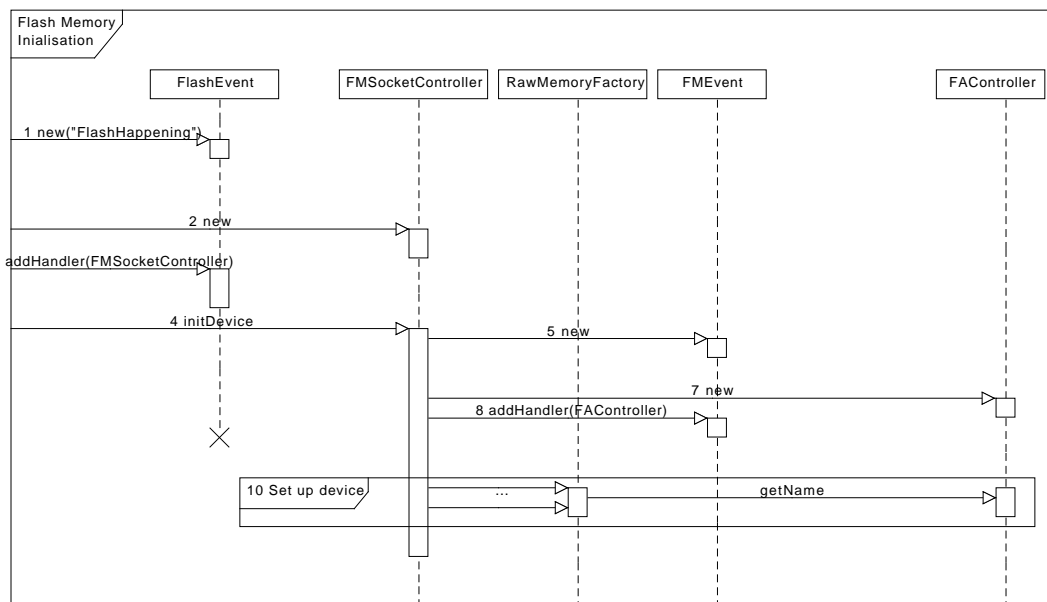 Flash Memory
Inialisation
FlashEvent
FMSocketController
RawMemoryFactory
FMEvent
FAController
1 new("FlashHappening")
2 new
addHandler(FMSocketController)
4 initDevice
5 new
7 new
8 addHandler(FAController)
10 Set up device
...
getName